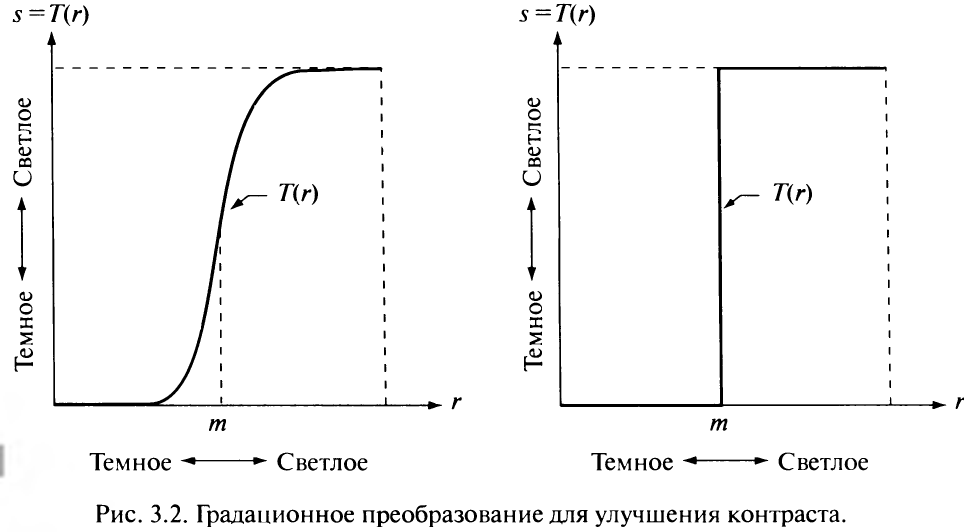 s = T(r)
Светлое
Темное
T(r)
m
r
Темное
Светлое
s = T(r)
Светлое
Темное
T(r)
m
r
Темное
Светлое
Рис. 3.2. Градационное преобразование для улучшения контраста.